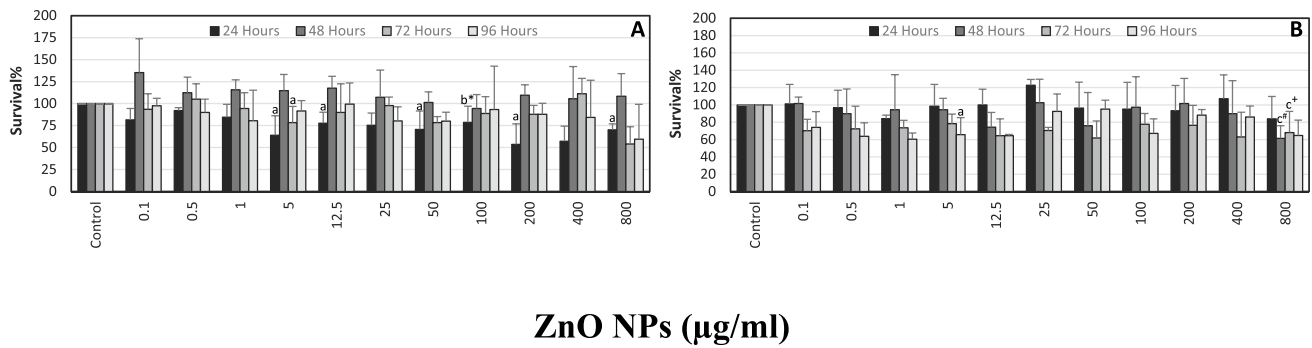 A
24 Hours 48 Hours 72 Hours 96 Hours
Survival%
200
175
150
125
100
75
50
25
0
a a a a b* a a
Control 0.1 0.5 1 5 12.5 25 50 100 200 400 800
B
24 Hours 48 Hours 72 Hours 96 Hours
Survival%
200
180
160
140
120
100
80
60
40
20
0
a c# c+
Control 0.1 0.5 1 5 12.5 25 50 100 200 400 800
ZnO NPs (µg/ml)